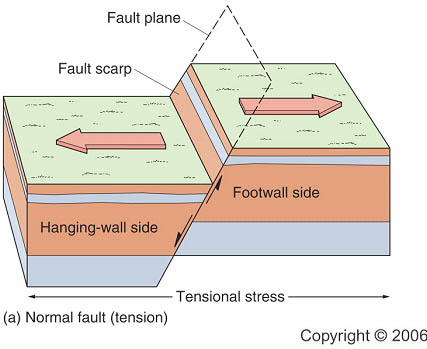 Fault plane
Fault scarp
Footwall side
Hanging-wall side
Tensional stress
(a) Normal fault (tension)
Copyright © 2006